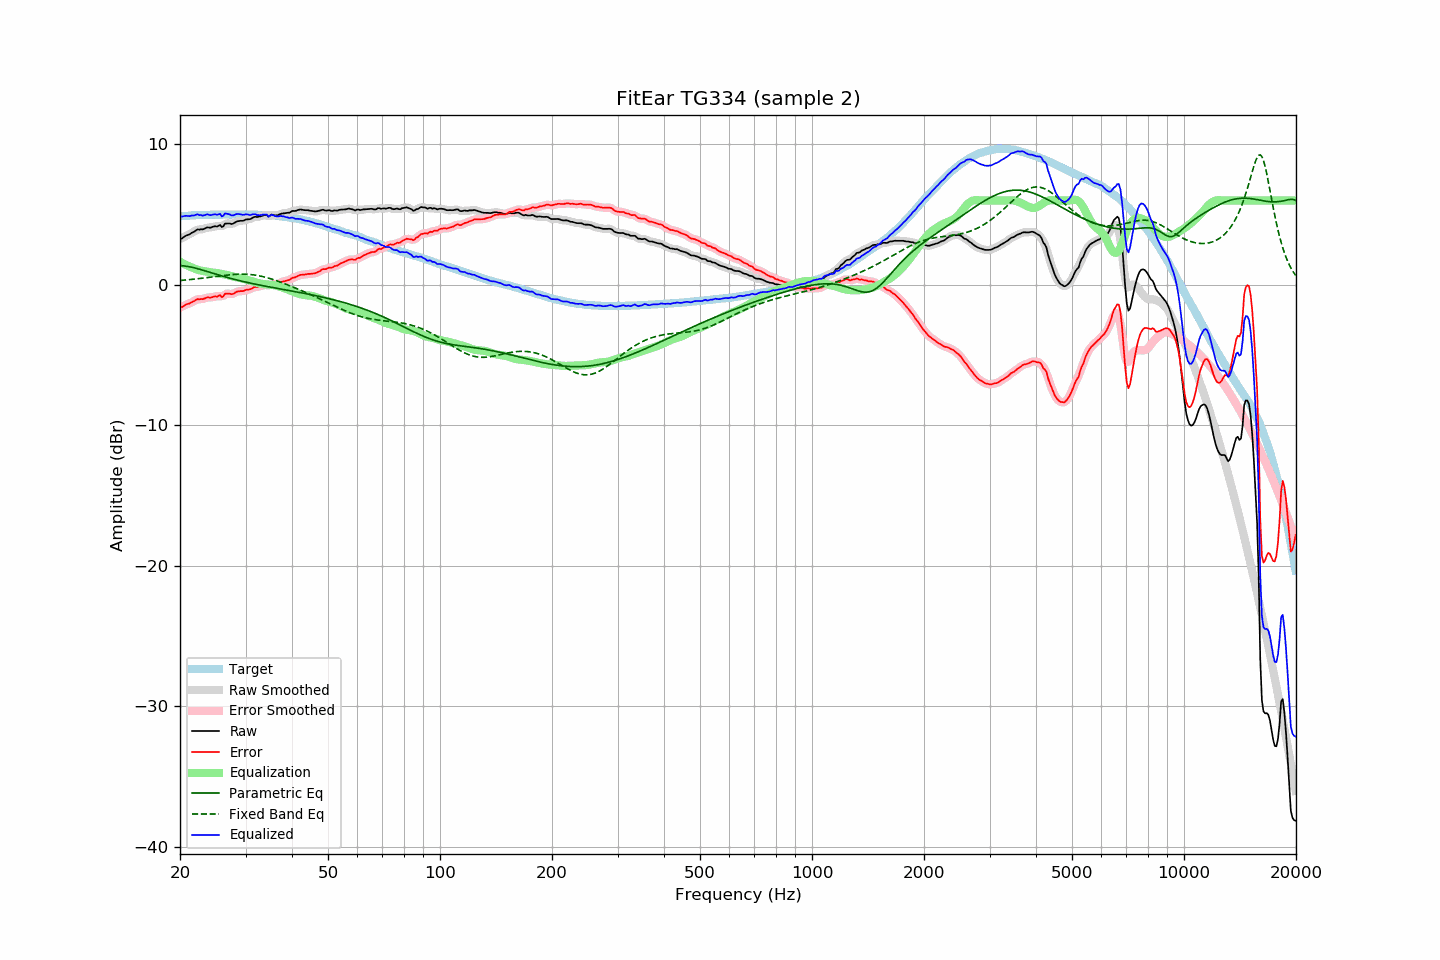 FitEar TG334 (sample 2)
10
0
−10
−20
−30
−40
Amplitude (dBr)
Target
Raw Smoothed
Error Smoothed
Raw
Error
Equalization
Parametric Eq
Fixed Band Eq
Equalized
20 50 100 200 500 1000 2000 5000 10000 20000
Frequency (Hz)